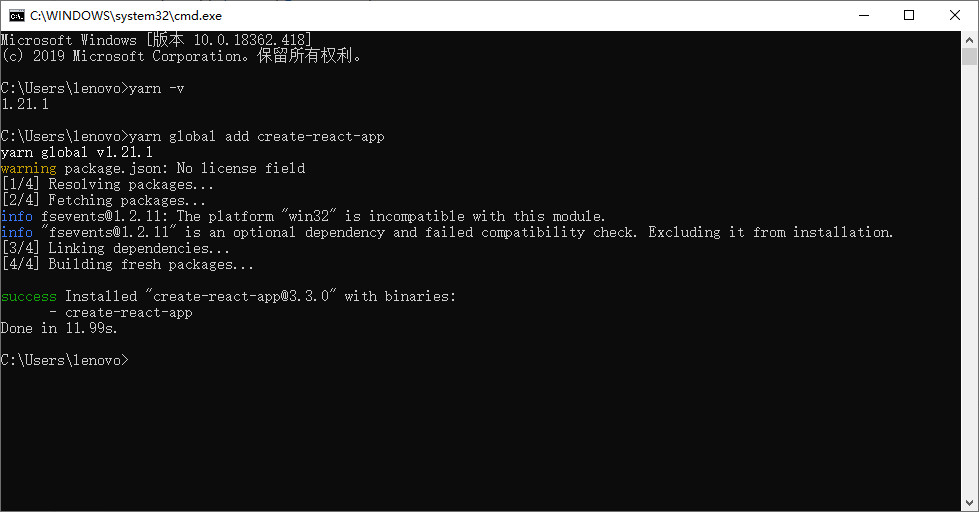 C:\WINDOWS\system32\cmd.exe
Microsoft Windows [版本 10.0.18362.418]
(c) 2019 Microsoft Corporation。保留所有权利。
C:\Users\lenovo>yarn -v
1.21.1
C:\Users\lenovo>yarn global add create-react-app
yarn global v1.21.1
warning package.json: No license field
[1/4] Resolving packages...
[2/4] Fetching packages...
info fsevents@1.2.11: The platform "win32" is incompatible with this module.
info "fsevents@1.2.11" is an optional dependency and failed compatibility check. Excluding it from installation.
[3/4] Linking dependencies...
[4/4] Building fresh packages...
success Installed "create-react-app@3.3.0" with binaries:
- create-react-app
Done in 11.99s.
C:\Users\lenovo>